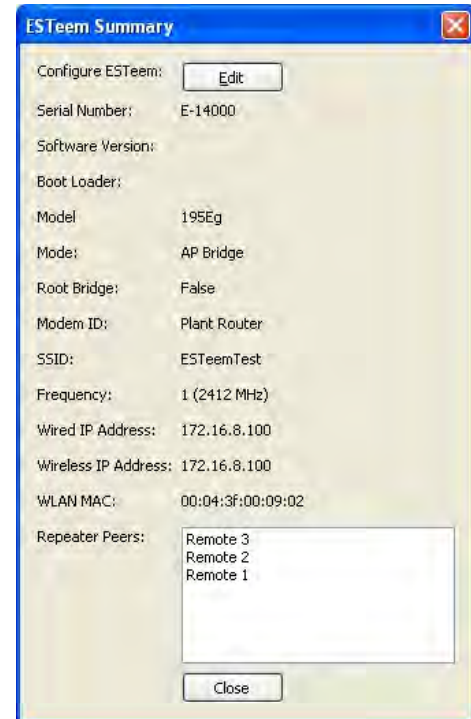 ESTeem Summary
Configure ESTeem: Edit
Serial Number: E-14000
Software Version:
Boot Loader:
Model 195Eg
Mode: AP Bridge
Root Bridge: False
Modem ID: Plant Router
SSID: ESTeemTest
Frequency: 1 (2412 MHz)
Wired IP Address: 172.16.8.100
Wireless IP Address: 172.16.8.100
WLAN MAC: 00:04:3f:00:09:02
Repeater Peers: Remote 3
Remote 2
Remote 1
Close